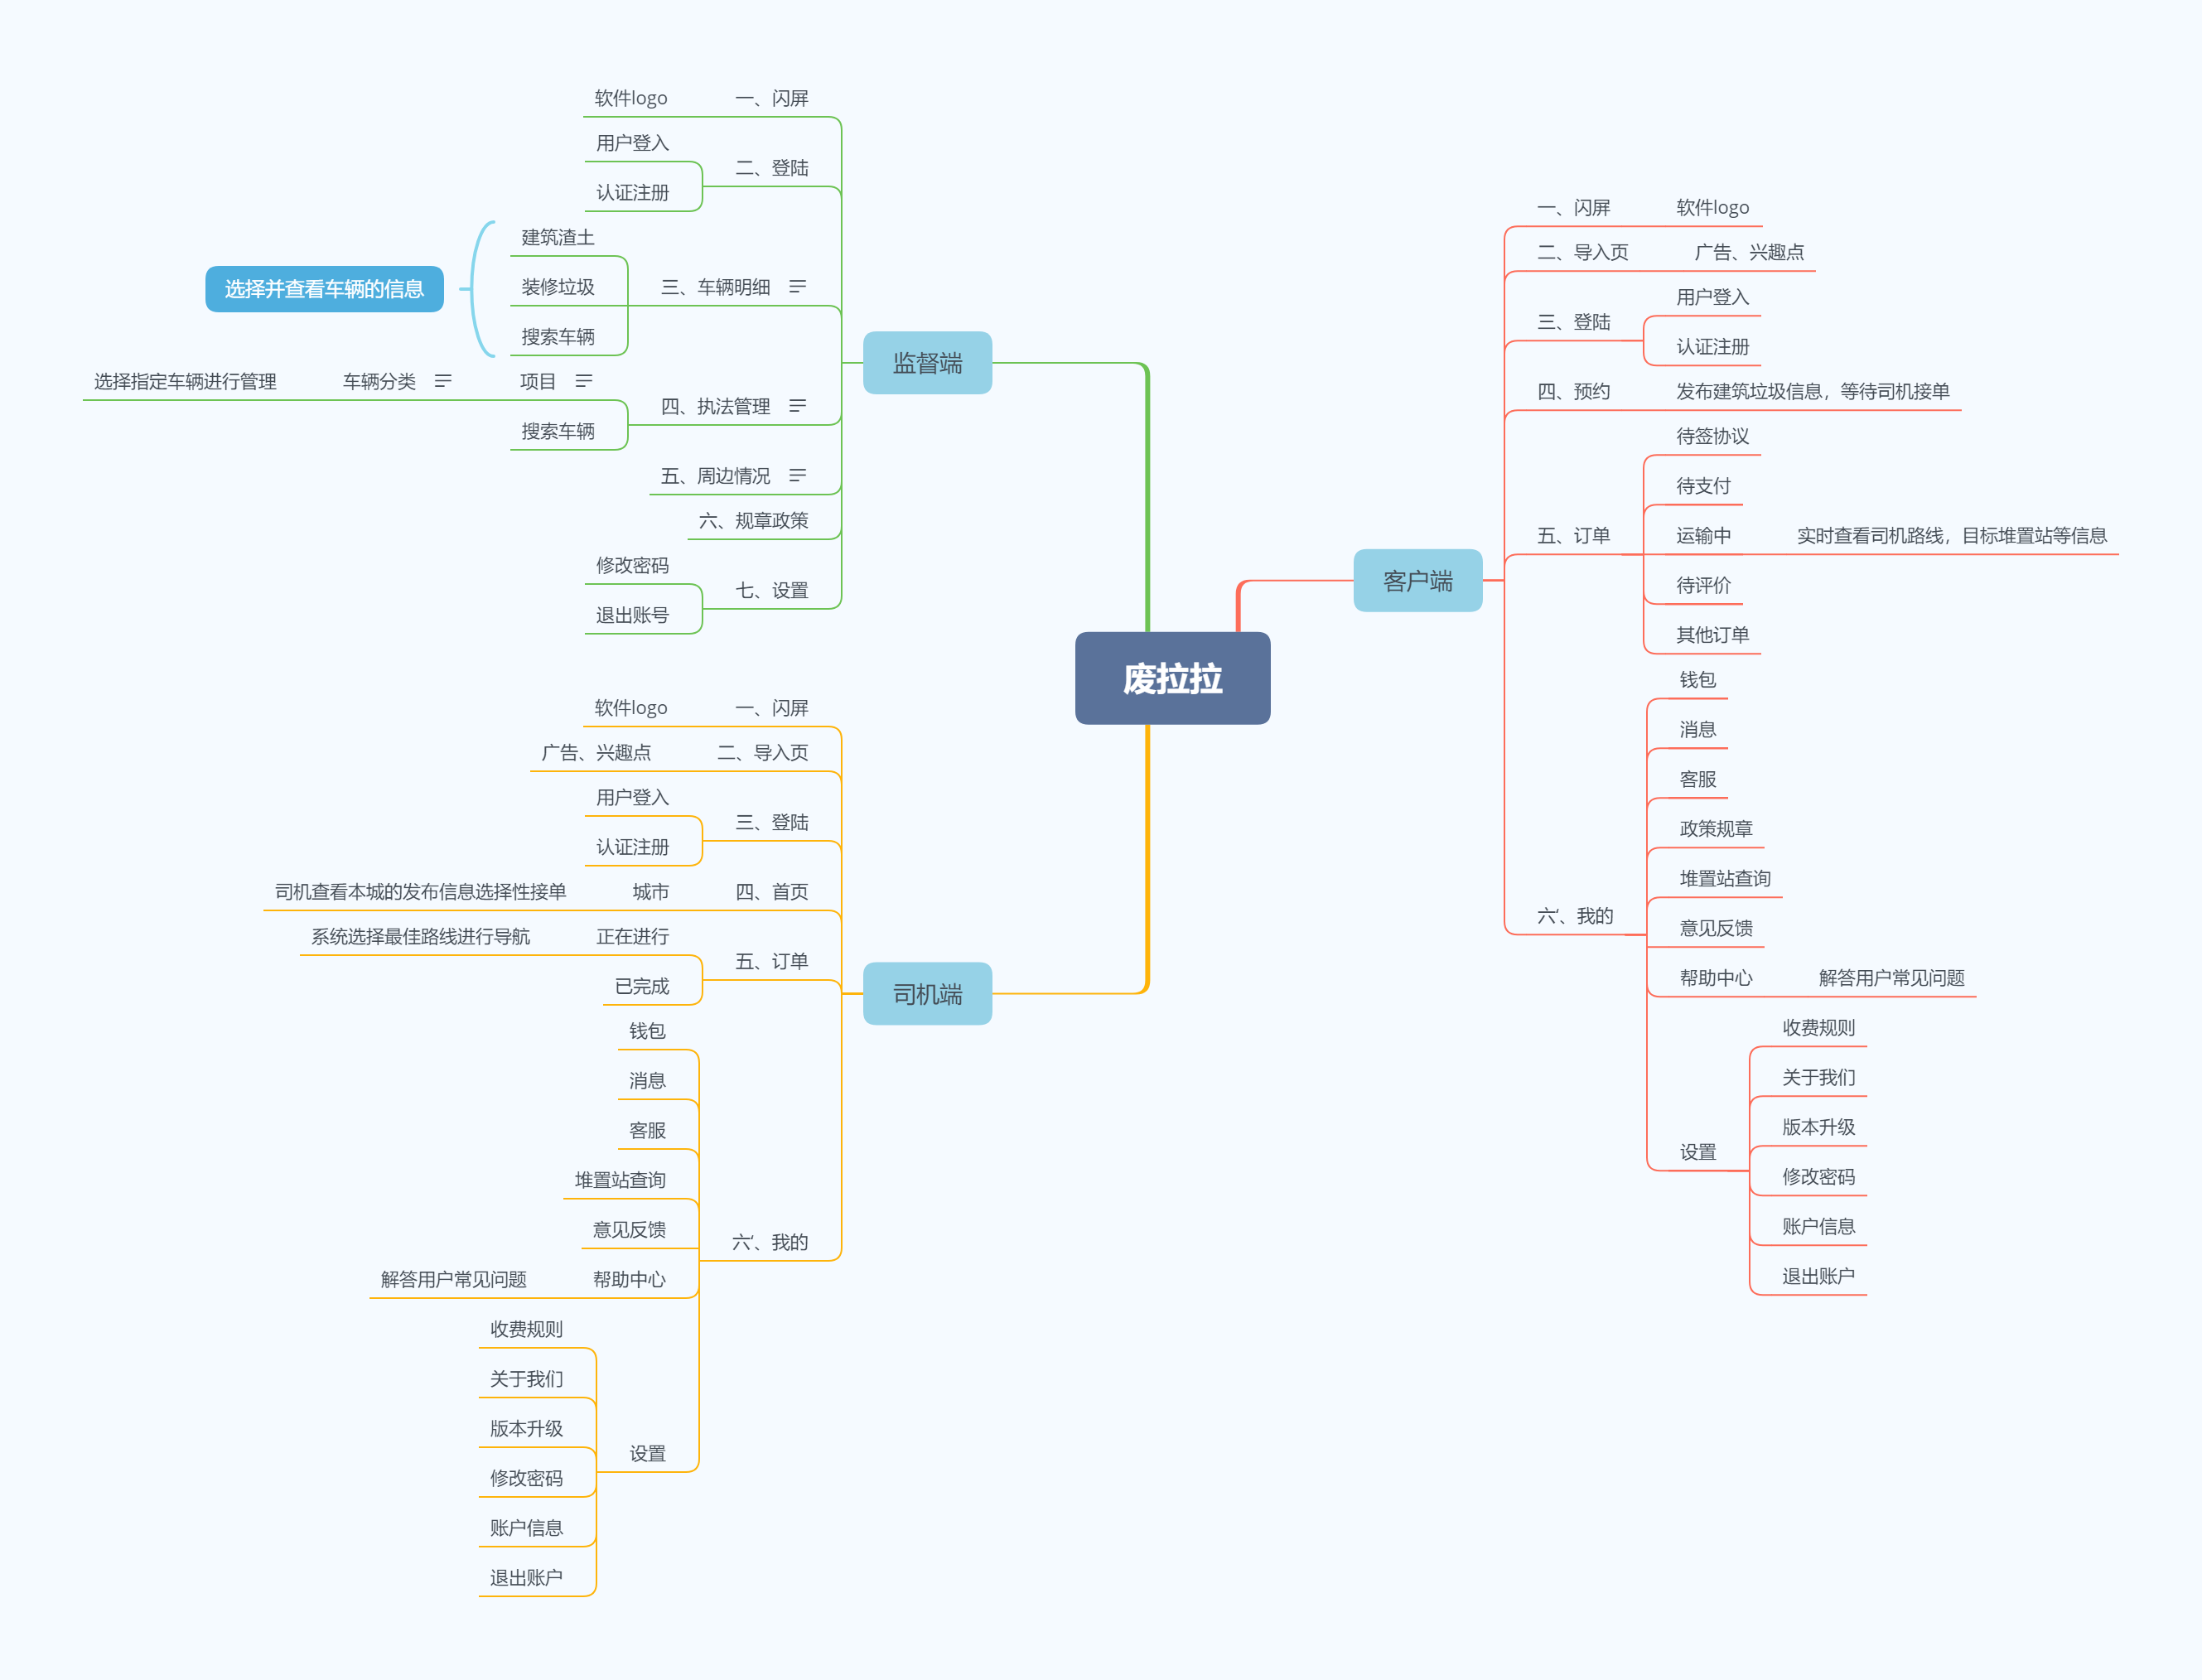 废拉拉
客户端
一、闪屏
软件logo
二、导入页
广告、兴趣点
三、登陆
用户登入
认证注册
四、预约
发布建筑垃圾信息，等待司机接单
五、订单
待签协议
待支付
运输中
实时查看司机路线，目标堆置站等信息
待评价
其他订单
六‘、我的
钱包
消息
客服
政策规章
堆置站查询
意见反馈
帮助中心
解答用户常见问题
设置
收费规则
关于我们
版本升级
修改密码
账户信息
退出账户
监督端
一、闪屏
软件logo
二、登陆
用户登入
认证注册
三、车辆明细
建筑渣土
装修垃圾
搜索车辆
选择并查看车辆的信息
四、执法管理
项目
车辆分类
选择指定车辆进行管理
搜索车辆
五、周边情况
六、规章政策
七、设置
修改密码
退出账号
司机端
一、闪屏
软件logo
二、导入页
广告、兴趣点
三、登陆
用户登入
认证注册
四、首页
城市
司机查看本城的发布信息选择性接单
五、订单
正在进行
系统选择最佳路线进行导航
已完成
六‘、我的
钱包
消息
客服
堆置站查询
意见反馈
帮助中心
解答用户常见问题
设置
收费规则
关于我们
版本升级
修改密码
账户信息
退出账户